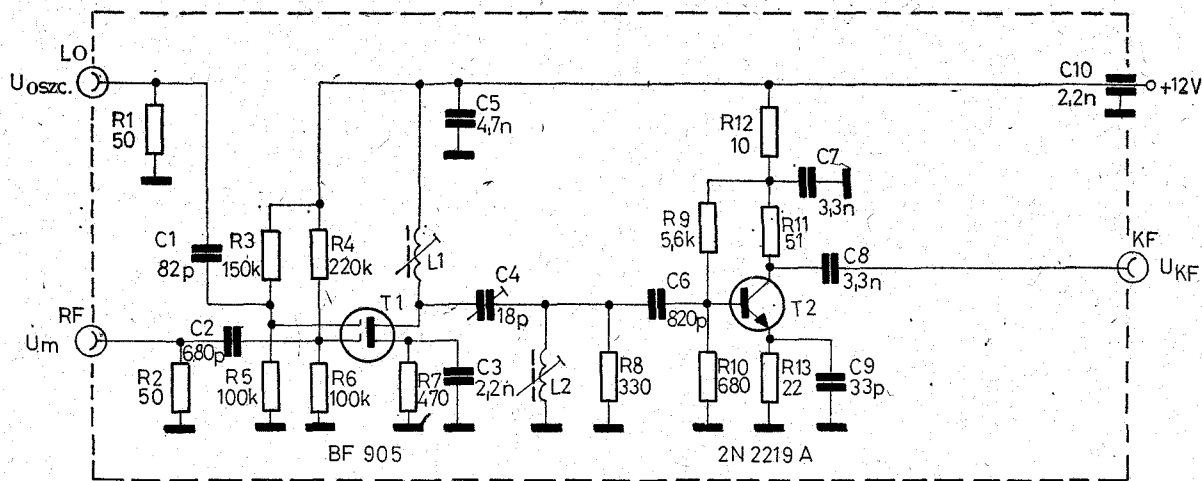 LO
U OSZC.
R1
50
C5
4,7n
C10
2,2n
+12V
R12
10
C7
3,3n
C1
82p
R3
150k
R4
220k
L1
R9
5,6k
R11
51
KF
U KF
C8
3,3n
RF
Um
C2
680p
T1
C4
18p
C6
820p
T2
R2
50
R5
100k
R6
100k
R7
470
C3
2,2n
L2
R8
330
R10
680
R13
22
C9
33p
BF 905
2N 2219 A